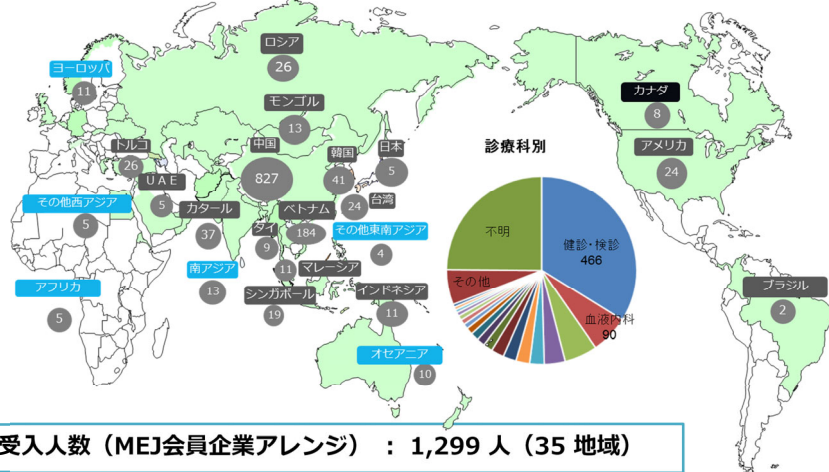 ロシア
26
ヨーロッパ
11
カナダ
8
モンゴル
13
トルコ
26
中国
827
韓国
41
日本
5
診療科別
アメリカ
24
UAE
5
台湾
24
その他西アジア
5
カタール
37
タイ
9
ベトナム
184
その他東南アジア
4
不明
健診・検診
466
南アジア
13
マレーシア
11
その他
アフリカ
5
シンガポール
19
インドネシア
11
血液内科
90
ブラジル
2
オセアニア
10
受入人数(MEJ会員企業アレンジ) : 1,299 人(35 地域)